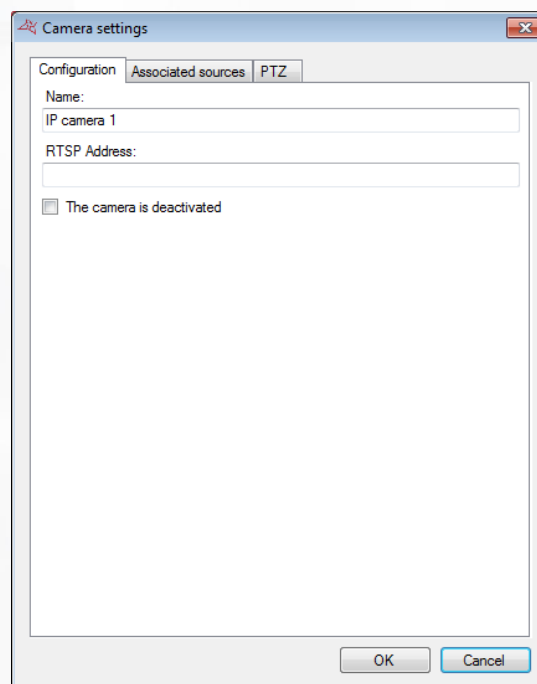 Camera settings
Configuration Associated sources PTZ
Name:
IP camera 1
RTSP Address:
The camera is deactivated
OK Cancel